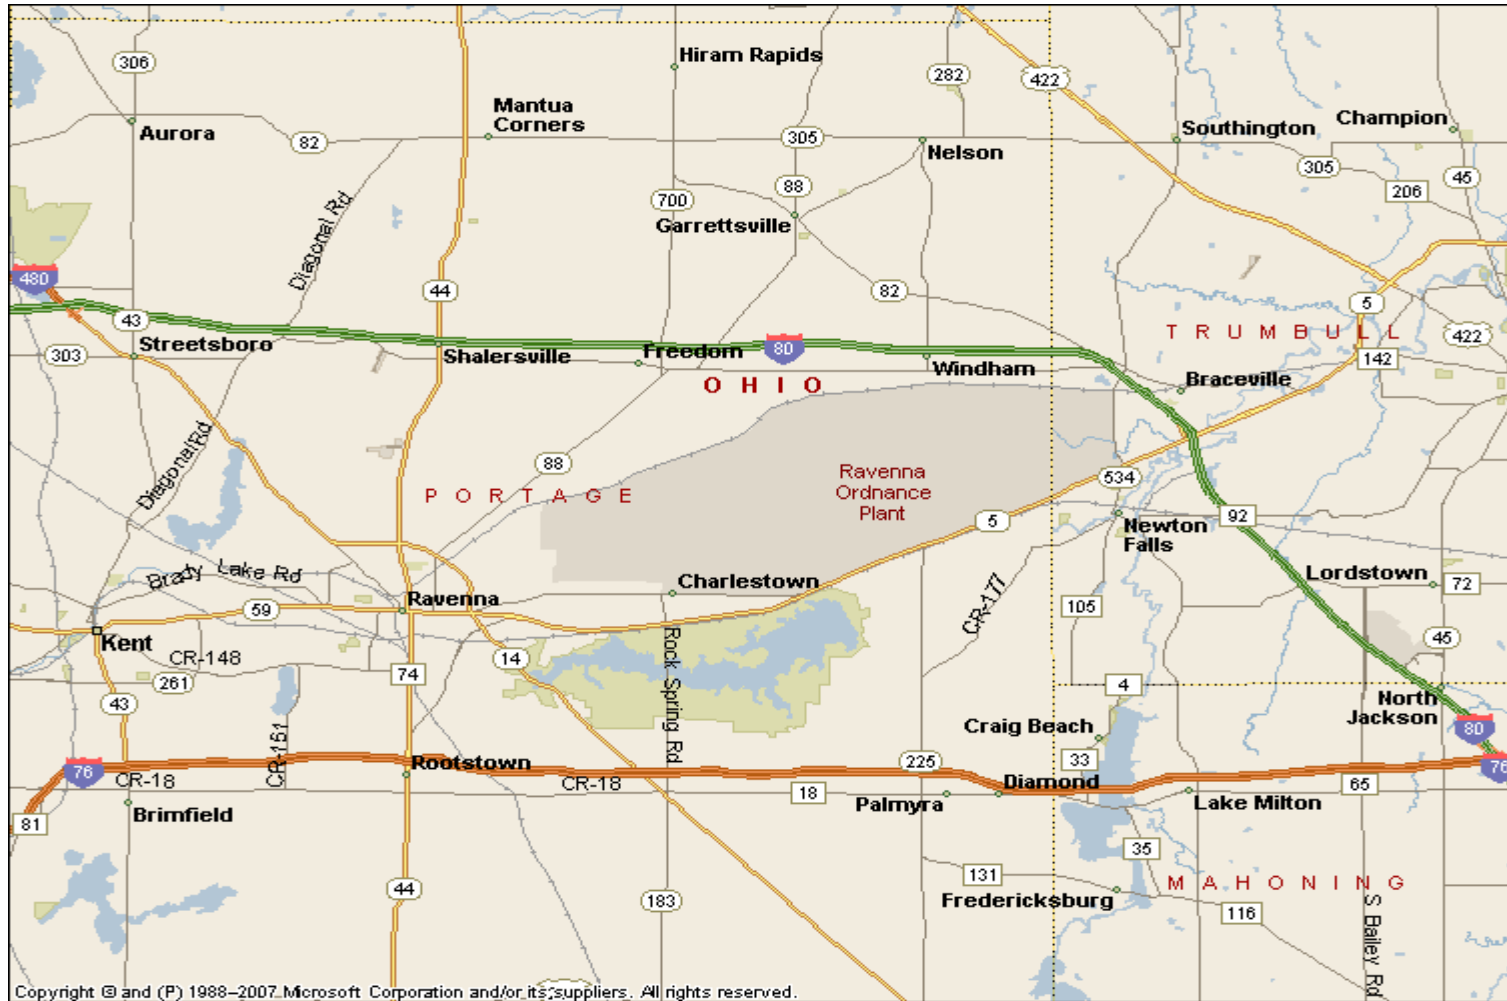 Hiram Rapids
306
282
422
Mantua
Corners
Aurora
82
305
Nelson
Southington
Champion
305
45
206
88
700
Garrettsville
Diagonal Rd
480
44
82
5
43
TRUMBULL
422
303
Streetsboro
Shalersville
Freedom
80
Windham
142
OHIO
Braceville
Diagonal Rd
88
PORTAGE
Ravenna
Ordnance
Plant
534
5
92
Newton
Falls
Brady Lake Rd
Charlestown
Lordstown
72
59
Ravenna
105
CR-177
Kent
45
CR-148
14
Rock Spring Rd
261
74
4
43
North
Jackson
Craig Beach
80
CR-151
76
CR-18
Rootstown
CR-18
225
33
Diamond
76
65
18
Palmyra
Lake Milton
81
Brimfield
35
131
MAHONING
44
183
Fredericksburg
116
S Bailey Rd
Copyright © and (P) 1988–2007 Microsoft Corporation and/or its suppliers. All rights reserved.